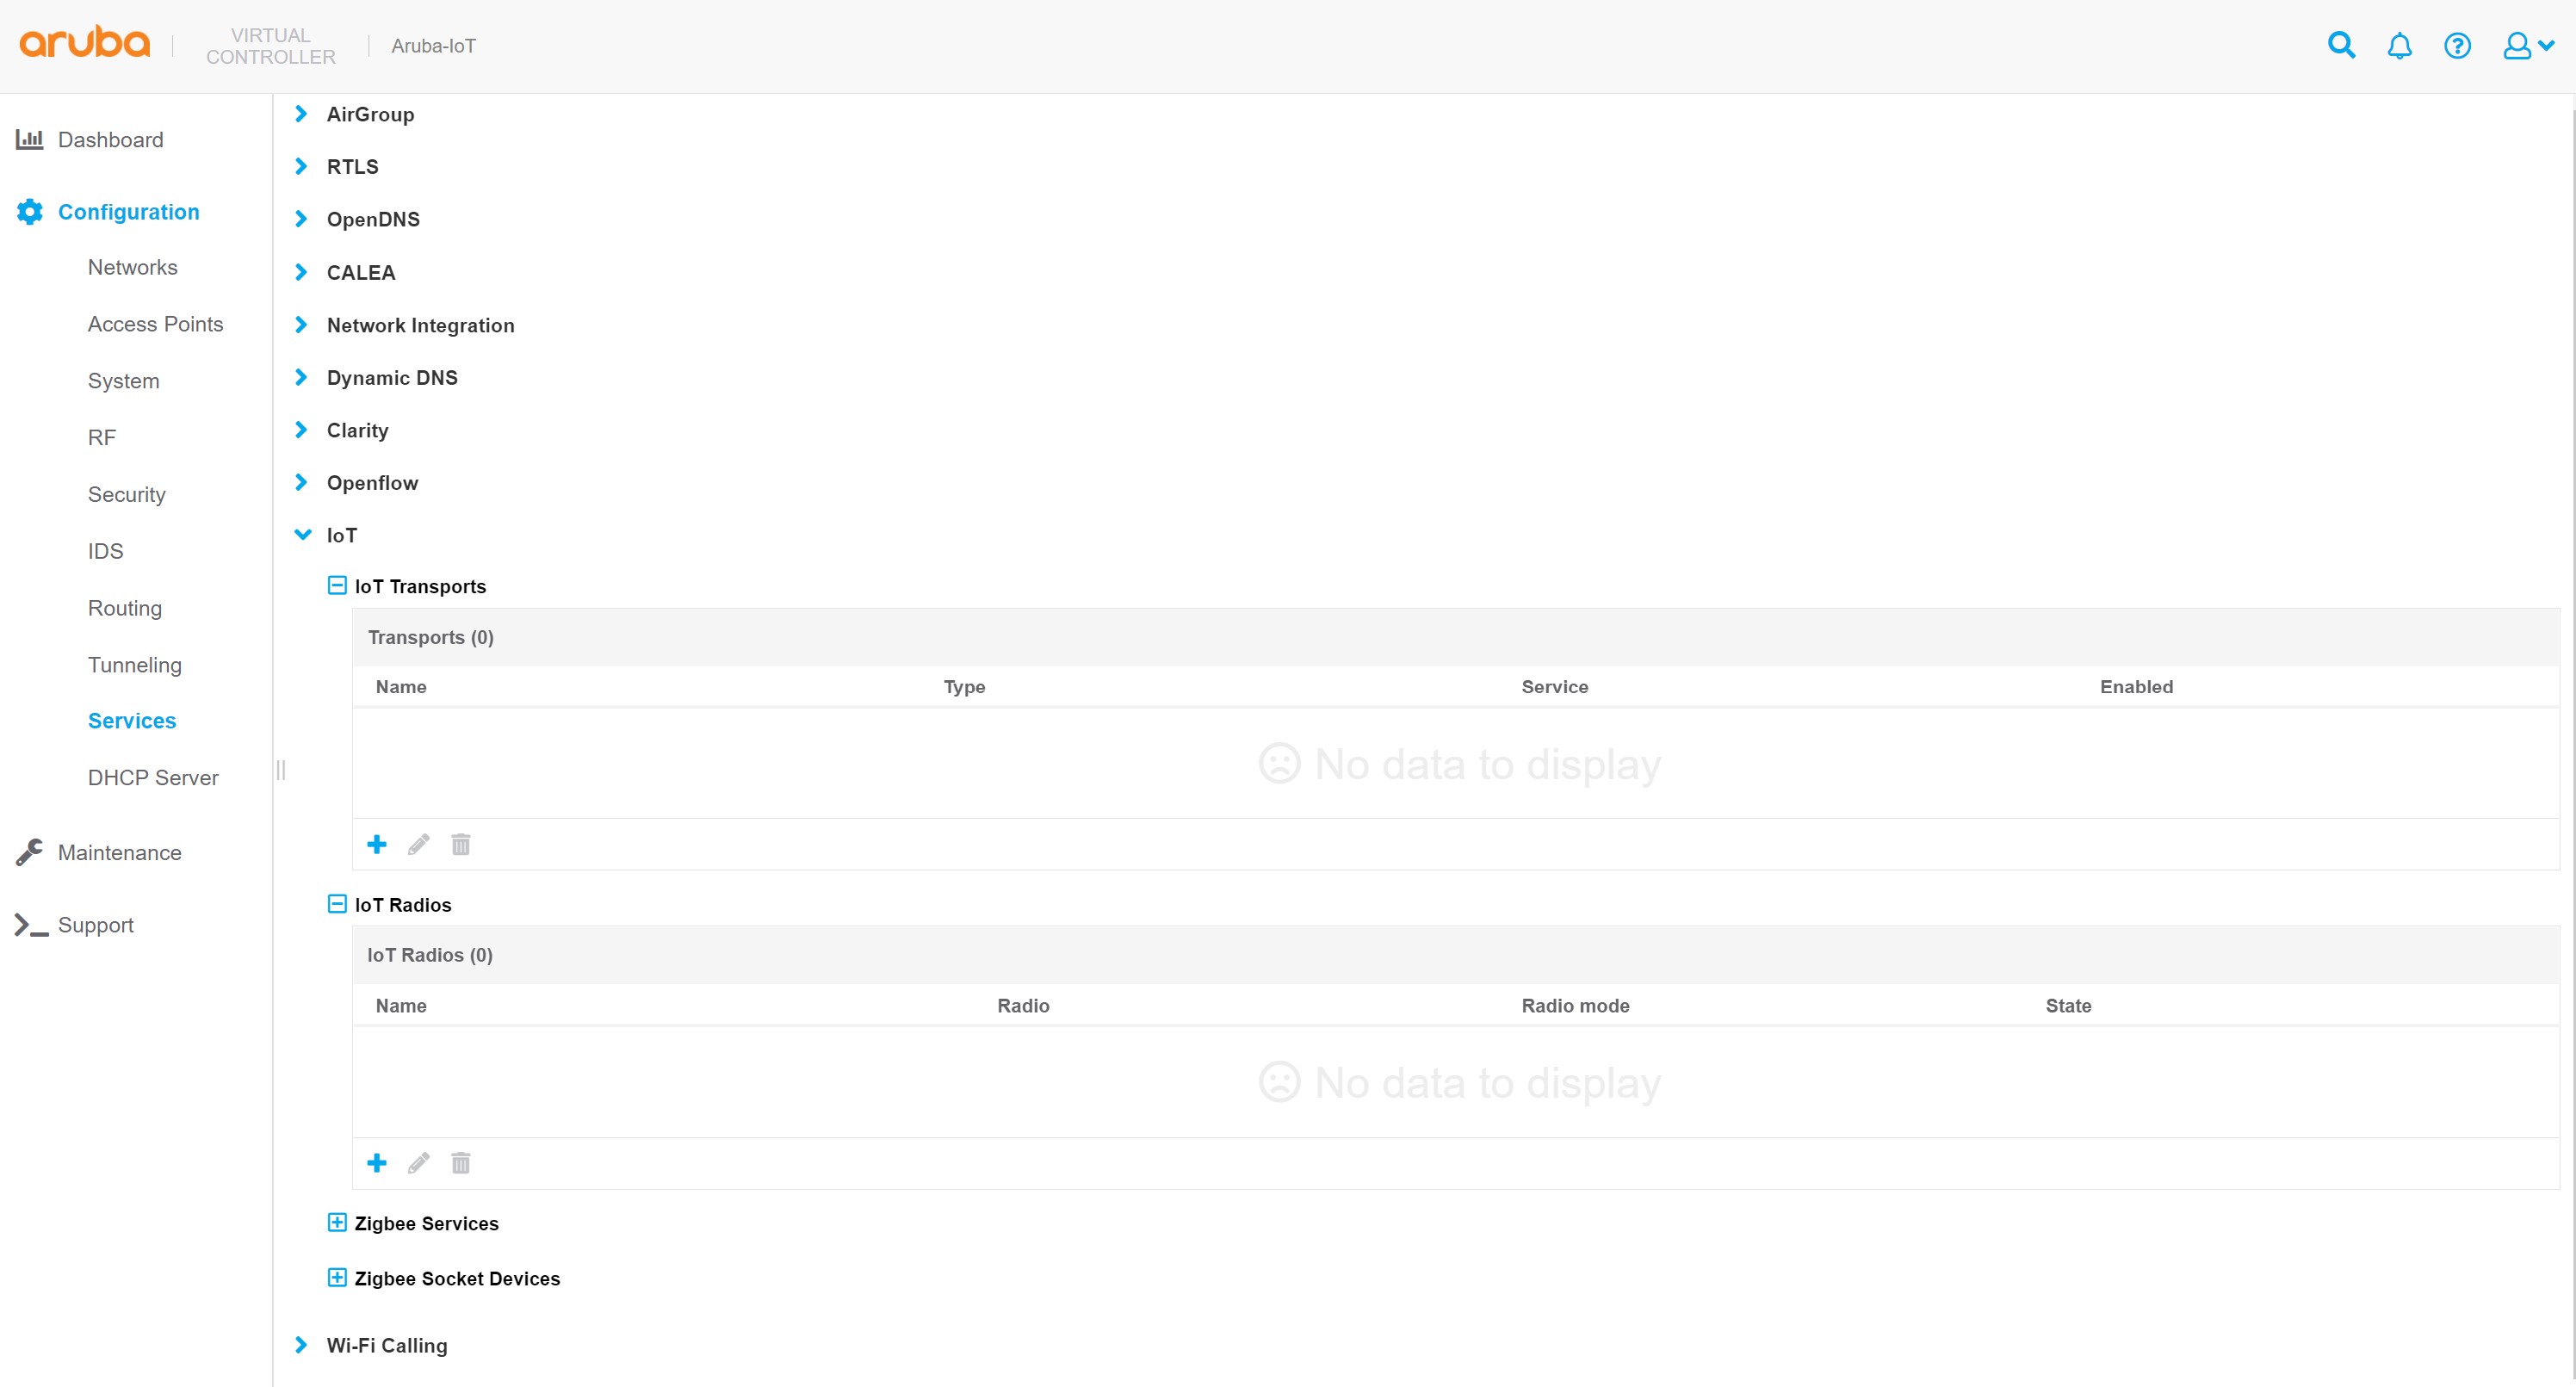 aruba
VIRTUAL
CONTROLLER
Aruba-IoT
Dashboard
Configuration
Networks
Access Points
System
RF
Security
IDS
Routing
Tunneling
Services
DHCP Server
Maintenance
Support
AirGroup
RTLS
OpenDNS
CALEA
Network Integration
Dynamic DNS
Clarity
Openflow
IoT
IoT Transports
Transports (0)
Name Type Service Enabled
No data to display
IoT Radios
IoT Radios (0)
Name Radio Radio mode State
No data to display
Zigbee Services
Zigbee Socket Devices
Wi-Fi Calling